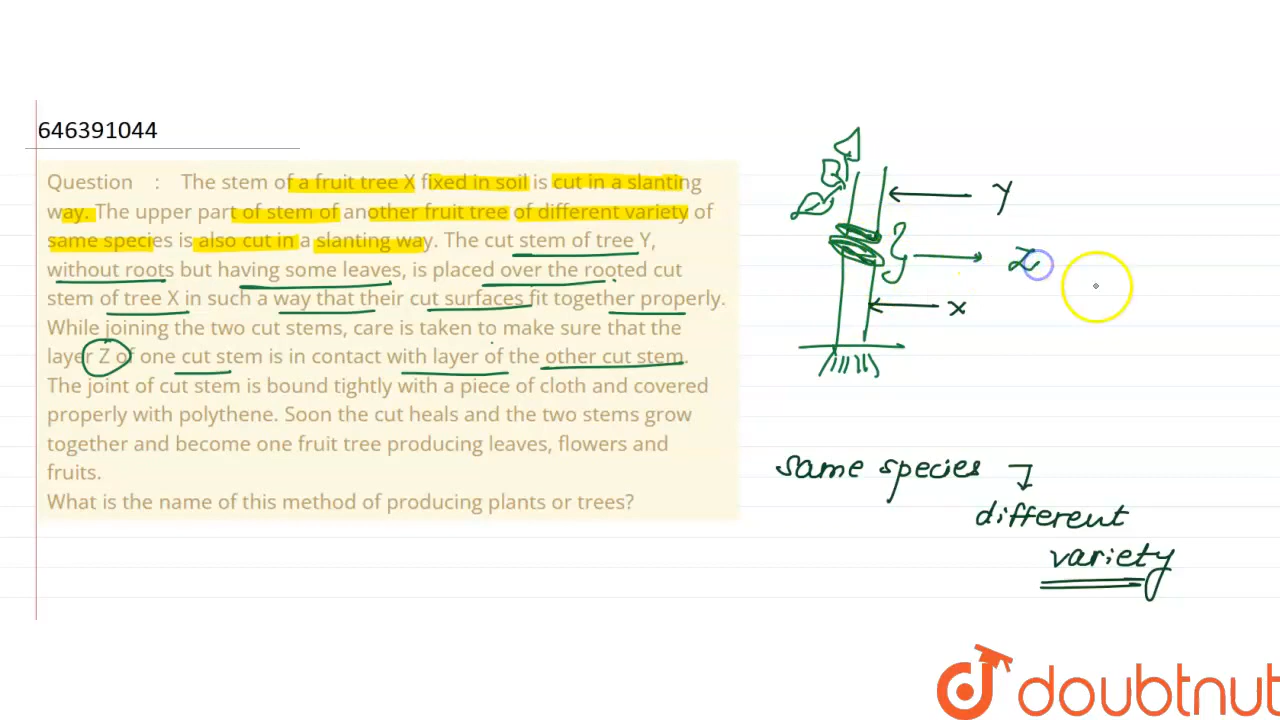 646391044
Question : The stem of a fruit tree X fixed in soil is cut in a slanting
way. The upper part of stem of another fruit tree of different variety of
same species is also cut in a slanting way. The cut stem of tree Y,
without roots but having some leaves, is placed over the rooted cut
stem of tree X in such a way that their cut surfaces fit together properly.
While joining the two cut stems, care is taken to make sure that the
layer Z of one cut stem is in contact with layer of the other cut stem.
The joint of cut stem is bound tightly with a piece of cloth and covered
properly with polythene. Soon the cut heals and the two stems grow
together and become one fruit tree producing leaves, flowers and
fruits.
What is the name of this method of producing plants or trees?
Y
Z
X
same species
different
variety
doubtnut